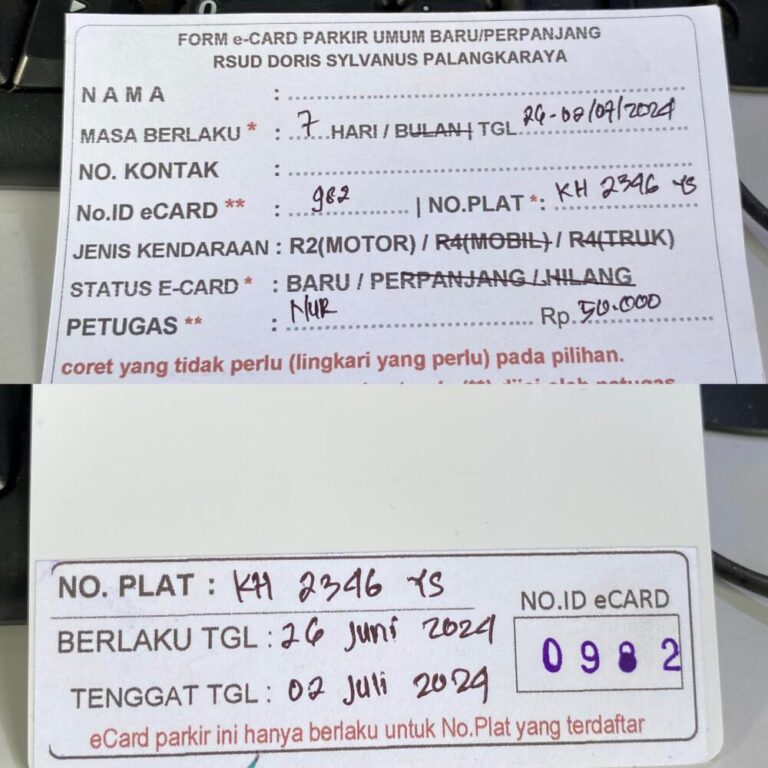 FORM e-CARD PARKIR UMUM BARU/PERPANJANG
RSUD DORIS SYLVANUS PALANGKARAYA
NAMA :
MASA BERLAKU * : 7 HARI / BULAN | TGL 26-02/07/2024
NO. KONTAK :
No.ID eCARD ** : 982 | NO.PLAT *: KH 2346 YS
JENIS KENDARAAN : R2(MOTOR) / R4(MOBIL) / R4(TRUK)
STATUS E-CARD * : BARU / PERPANJANG / HILANG
PETUGAS ** : NUR Rp. 50.000
coret yang tidak perlu (lingkari yang perlu) pada pilihan.
NO. PLAT : KH 2346 YS
BERLAKU TGL : 26 Juni 2024
TENGGAT TGL : 02 Juli 2024
NO.ID eCARD
0982
eCard parkir ini hanya berlaku untuk No.Plat yang terdaftar